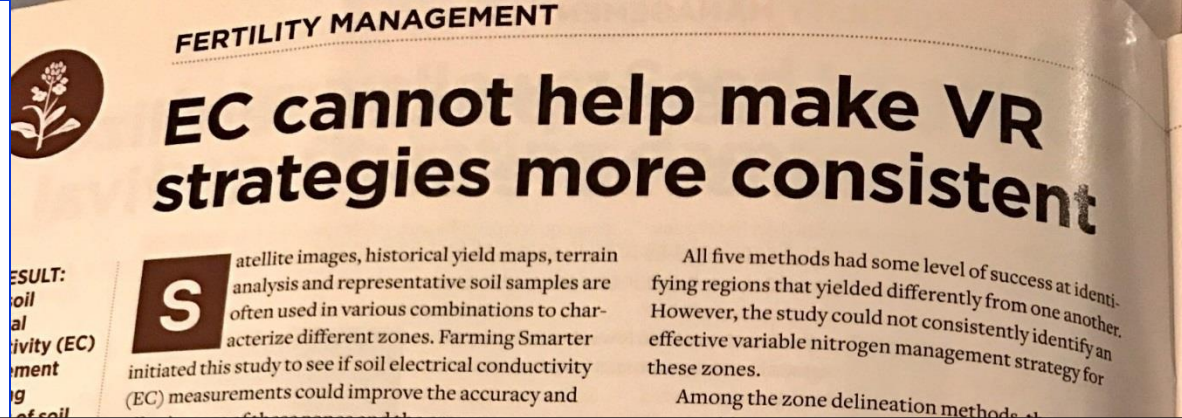 FERTILITY MANAGEMENT
EC cannot help make VR
strategies more consistent
ESULT:
oil
al
ivity (EC)
ment
g
of soil
Satellite images, historical yield maps, terrain
analysis and representative soil samples are
often used in various combinations to char-
acterize different zones. Farming Smarter
initiated this study to see if soil electrical conductivity
(EC) measurements could improve the accuracy and
All five methods had some level of success at identi-
fying regions that yielded differently from one another.
However, the study could not consistently identify an
effective variable nitrogen management strategy for
these zones.
Among the zone delineation methods